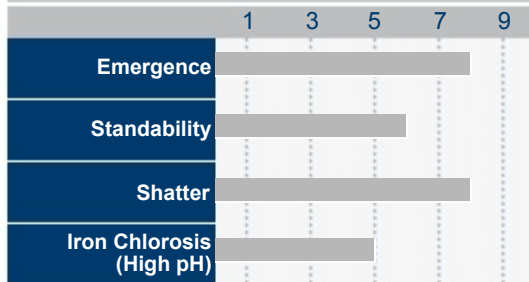 1 3 5 7 9
Emergence
Standability
Shatter
Iron Chlorosis
(High pH)